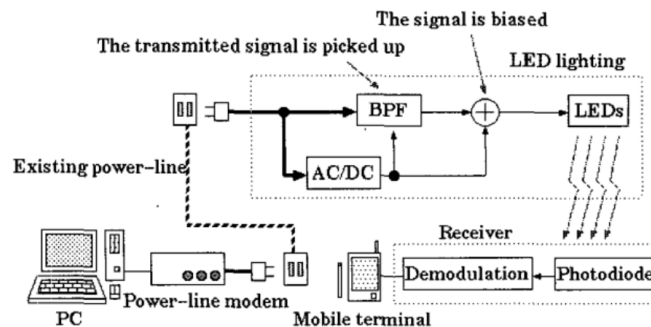 The signal is biased
The transmitted signal is picked up
LED lighting
BPF
LEDs
Existing power-line
AC/DC
Receiver
Demodulation
Photodiode
Power-line modem
PC
Mobile terminal